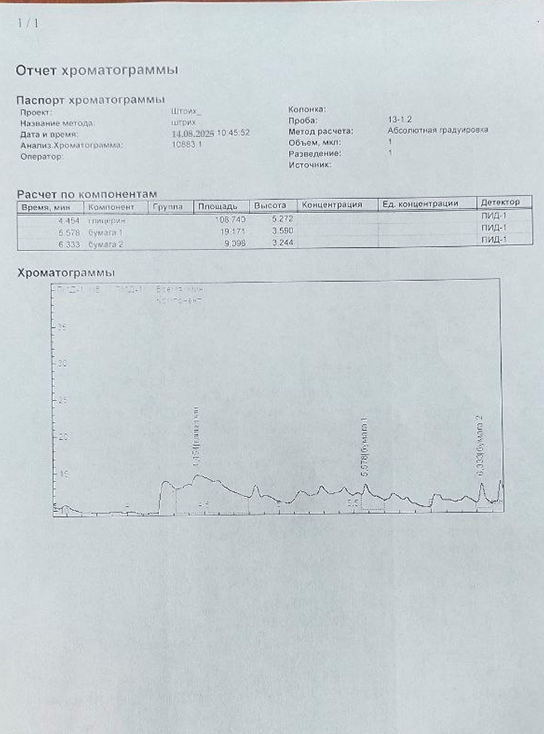 1 / 1
Отчет хроматограммы
Паспорт хроматограммы
Проект: Штрих_
Название метода: штрих
Дата и время: 14.08.2025 10:45:52
Анализ.Хроматограмма: 10883.1
Оператор:
Колонка:
Проба: 13-1.2
Метод расчета: Абсолютная градуировка
Объем, мкл: 1
Разведение: 1
Источник:
Расчет по компонентам
Время, мин Компонент Группа Площадь Высота Концентрация Ед. концентрации Детектор
4.454 глицерин 108.740 5.272 ПИД-1
5.578 бумага 1 19.171 3.590 ПИД-1
6.333 бумага 2 9.098 3.244 ПИД-1
Хроматограммы
35
30
25
20
15
5,578|бумага 1
6,333|бумага 2